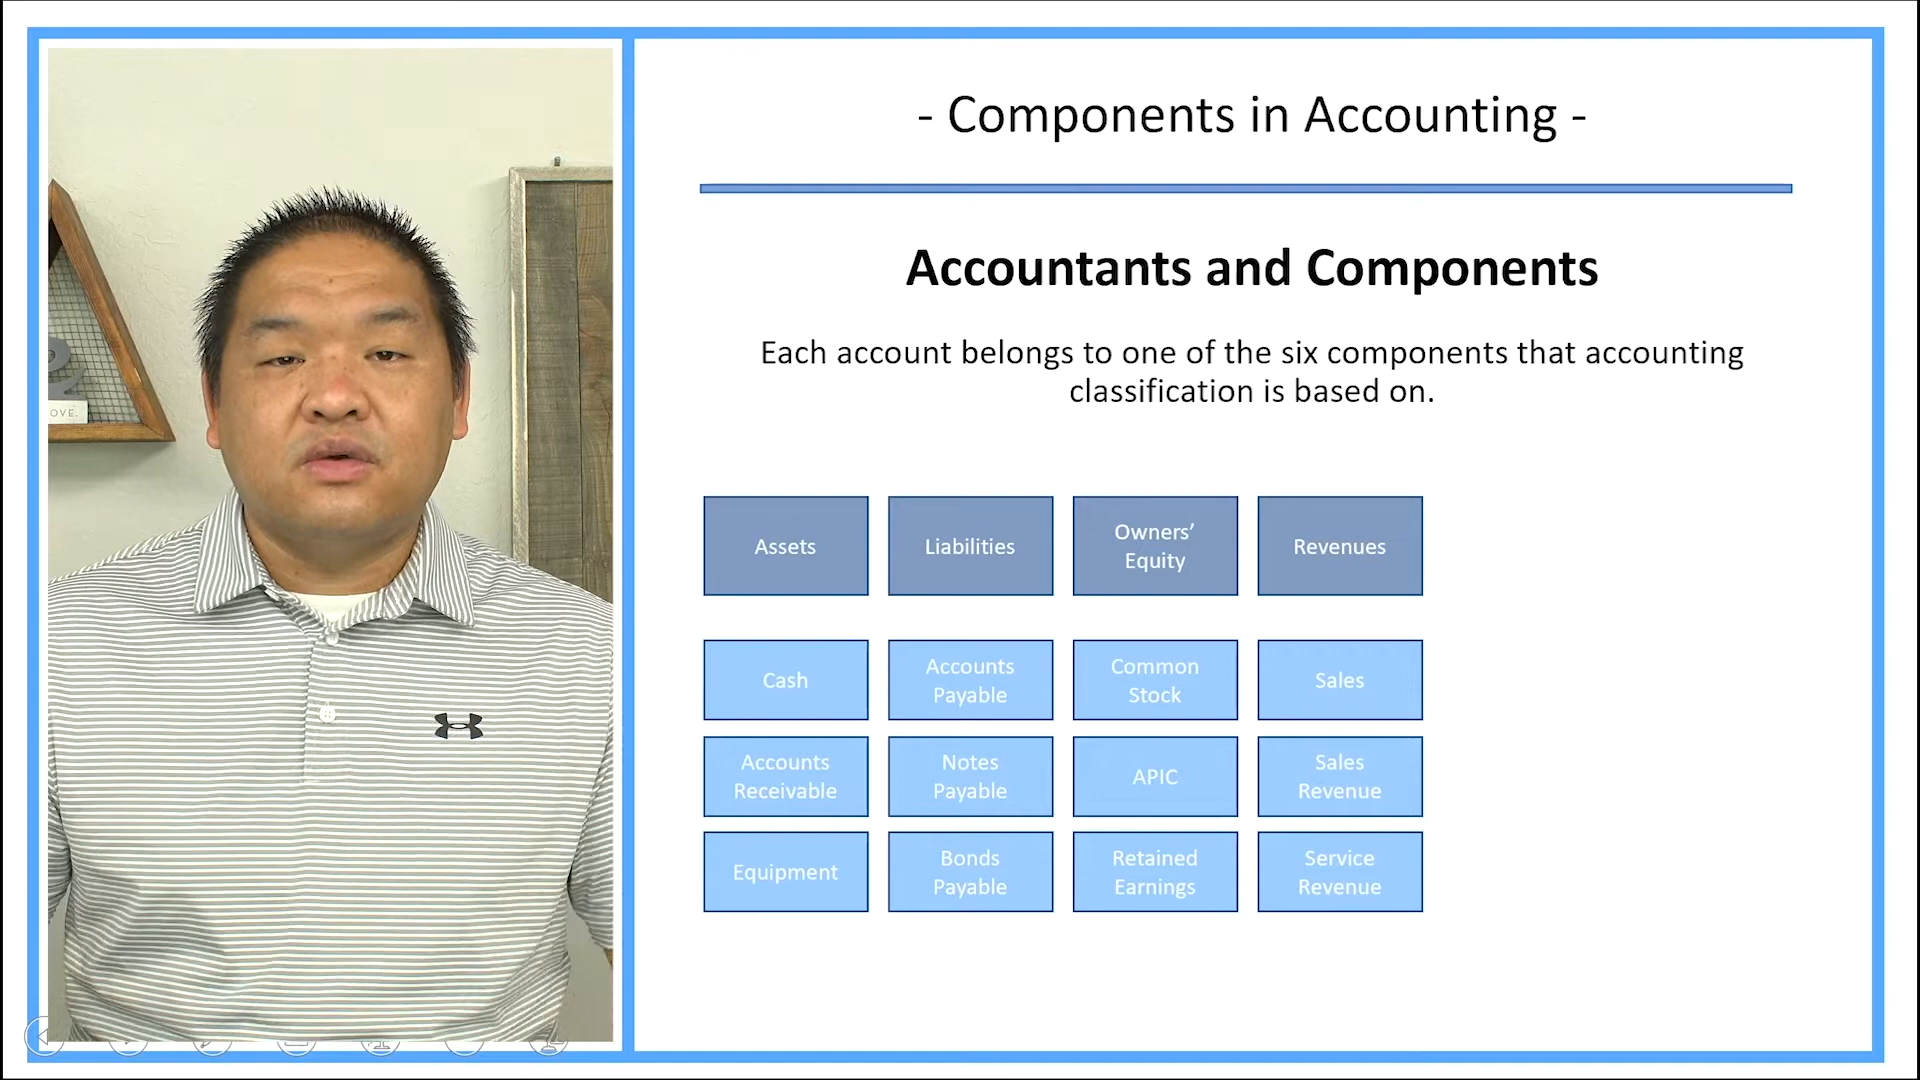 - Components in Accounting -
Accountants and Components
Each account belongs to one of the six components that accounting
classification is based on.
Assets
Liabilities
Owners’
Equity
Revenues
Cash
Accounts
Payable
Common
Stock
Sales
Accounts
Receivable
Notes
Payable
APIC
Sales
Revenue
Equipment
Bonds
Payable
Retained
Earnings
Service
Revenue
OVE.